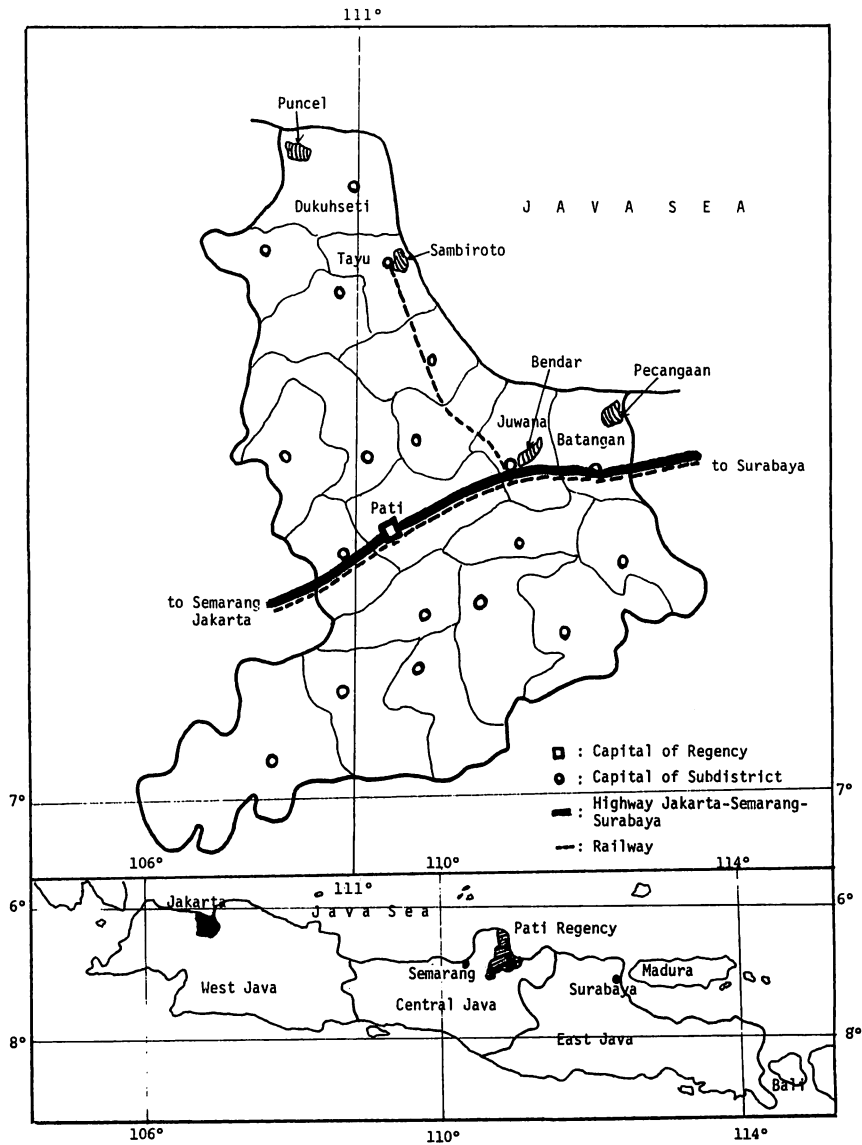 111°
Puncel
Dukuhseti
J A V A S E A
Tayu
Sambiroto
Bendar
Pecangaan
Juwana
Batangan
to Surabaya
Pati
to Semarang
Jakarta
: Capital of Regency
: Capital of Subdistrict
: Highway Jakarta-Semarang-
Surabaya
: Railway
7°
7°
106°
110°
114°
111°
6°
6°
Jakarta
Java Sea
Pati Regency
Semarang
Madura
West Java
Surabaya
Central Java
East Java
8°
8°
Bali
106°
110°
114°